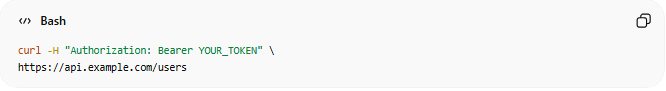 Bash
curl -H "Authorization: Bearer YOUR_TOKEN" \
https://api.example.com/users